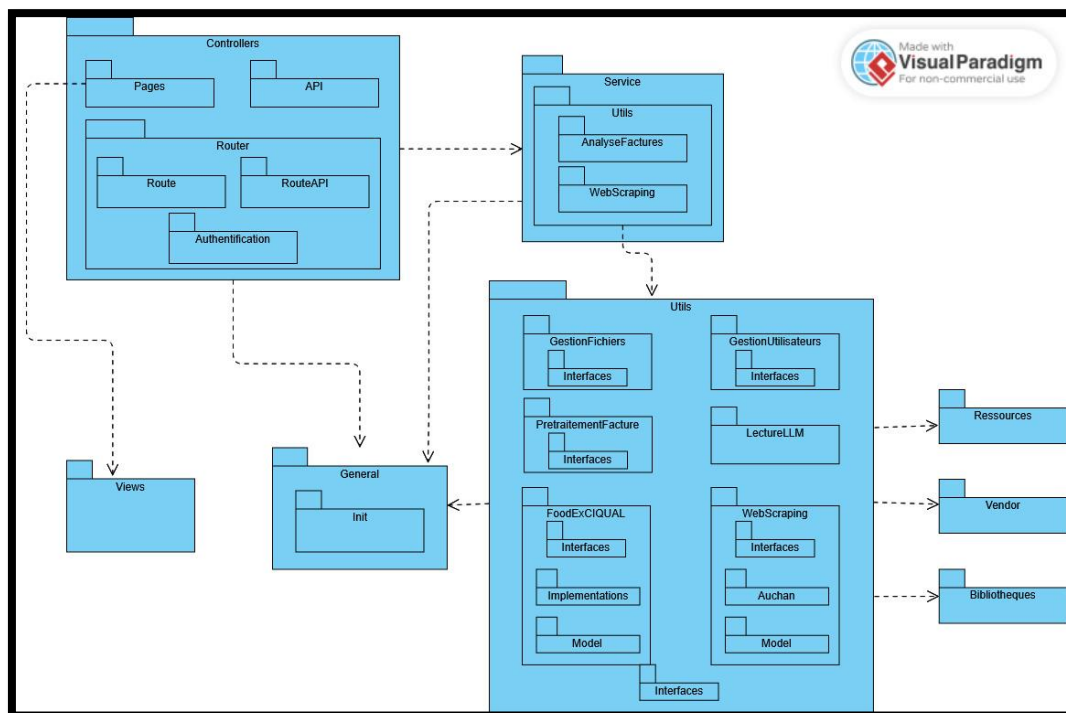 Controllers
Pages
API
Router
Route
RouteAPI
Authentification
Service
Utils
AnalyseFactures
WebScraping
Made with
VisualParadigm
For non-commercial use
Utils
GestionFichiers
Interfaces
GestionUtilisateurs
Interfaces
PretraitementFacture
Interfaces
LectureLLM
FoodExCIQUAL
Interfaces
Implementations
Model
WebScraping
Interfaces
Auchan
Model
Interfaces
Views
General
Init
Ressources
Vendor
Bibliotheques